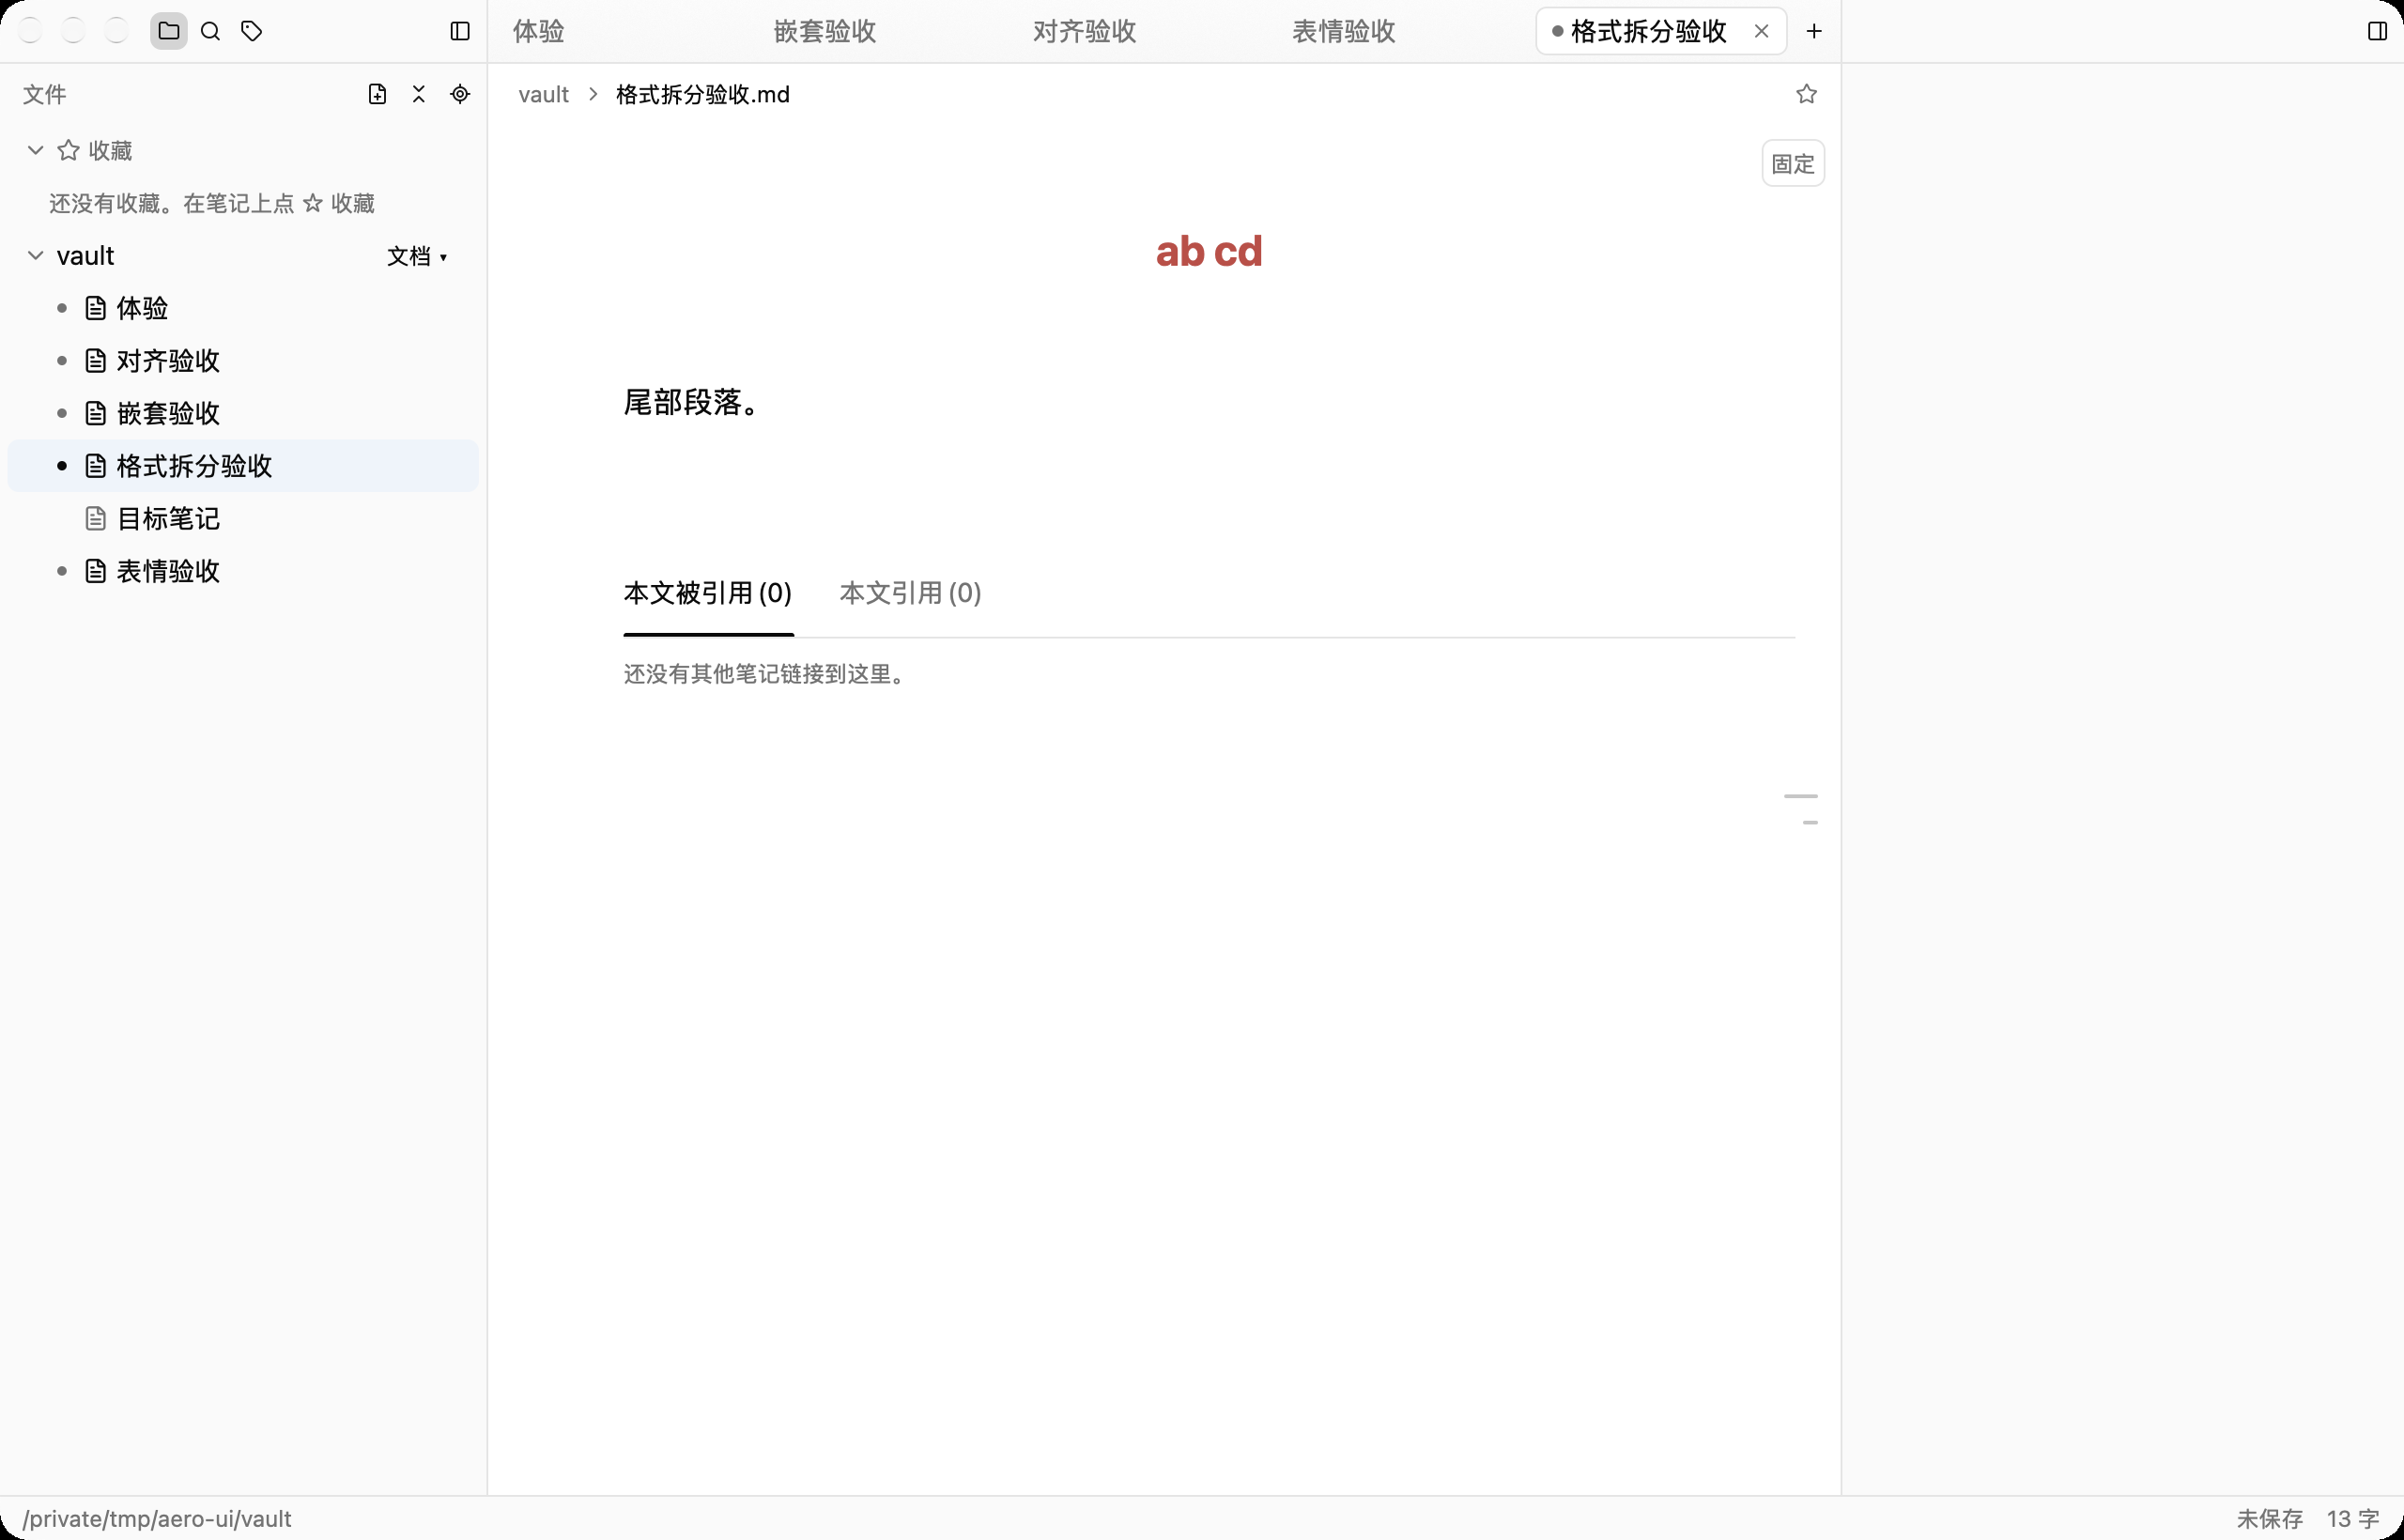 体验 嵌套验收 对齐验收 表情验收 格式拆分验收
文件
vault > 格式拆分验收.md
收藏
固定
还没有收藏。在笔记上点 ☆ 收藏
ab cd
vault 文档
体验
对齐验收
尾部段落。
嵌套验收
格式拆分验收
目标笔记
表情验收
本文被引用 (0) 本文引用 (0)
还没有其他笔记链接到这里。
/private/tmp/aero-ui/vault
未保存 13 字